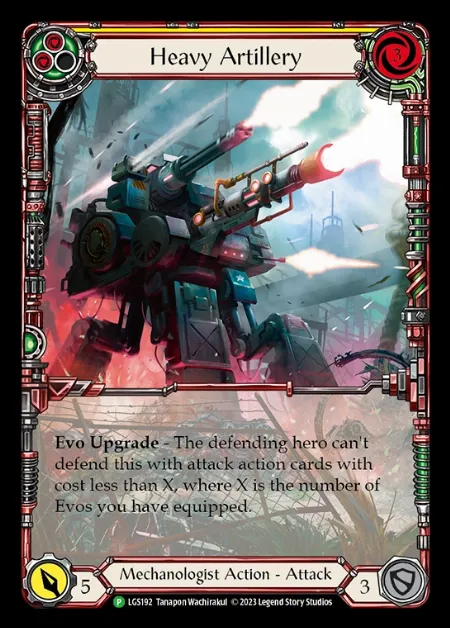 Heavy Artillery
3
Evo Upgrade - The defending hero can't
defend this with attack action cards with
cost less than X, where X is the number of
Evos you have equipped.
5
Mechanologist Action - Attack
3
P LGS192 Tanapon Wachirakul © 2023 Legend Story Studios